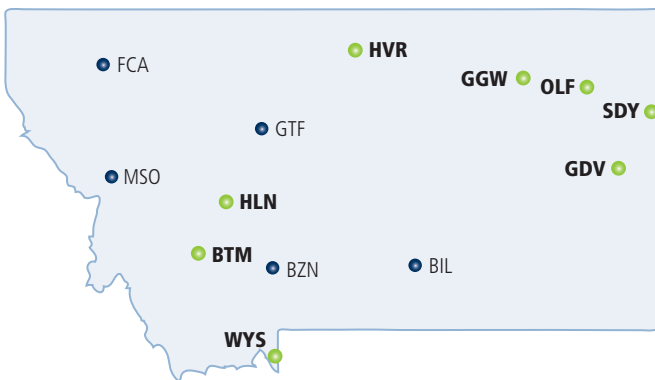 HVR
FCA
GGW
OLF
SDY
GTF
GDV
MSO
HLN
BTM
BZN
BIL
WYS